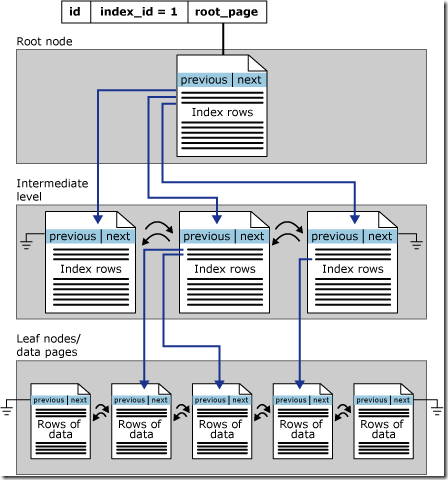 id index_id = 1 root_page
Root node
previous next
Index rows
Intermediate
level
previous next previous next previous next
Index rows Index rows Index rows
Leaf nodes/
data pages
previous next previous next previous next previous next previous next
Rows of Rows of Rows of Rows of Rows of
data data data data data